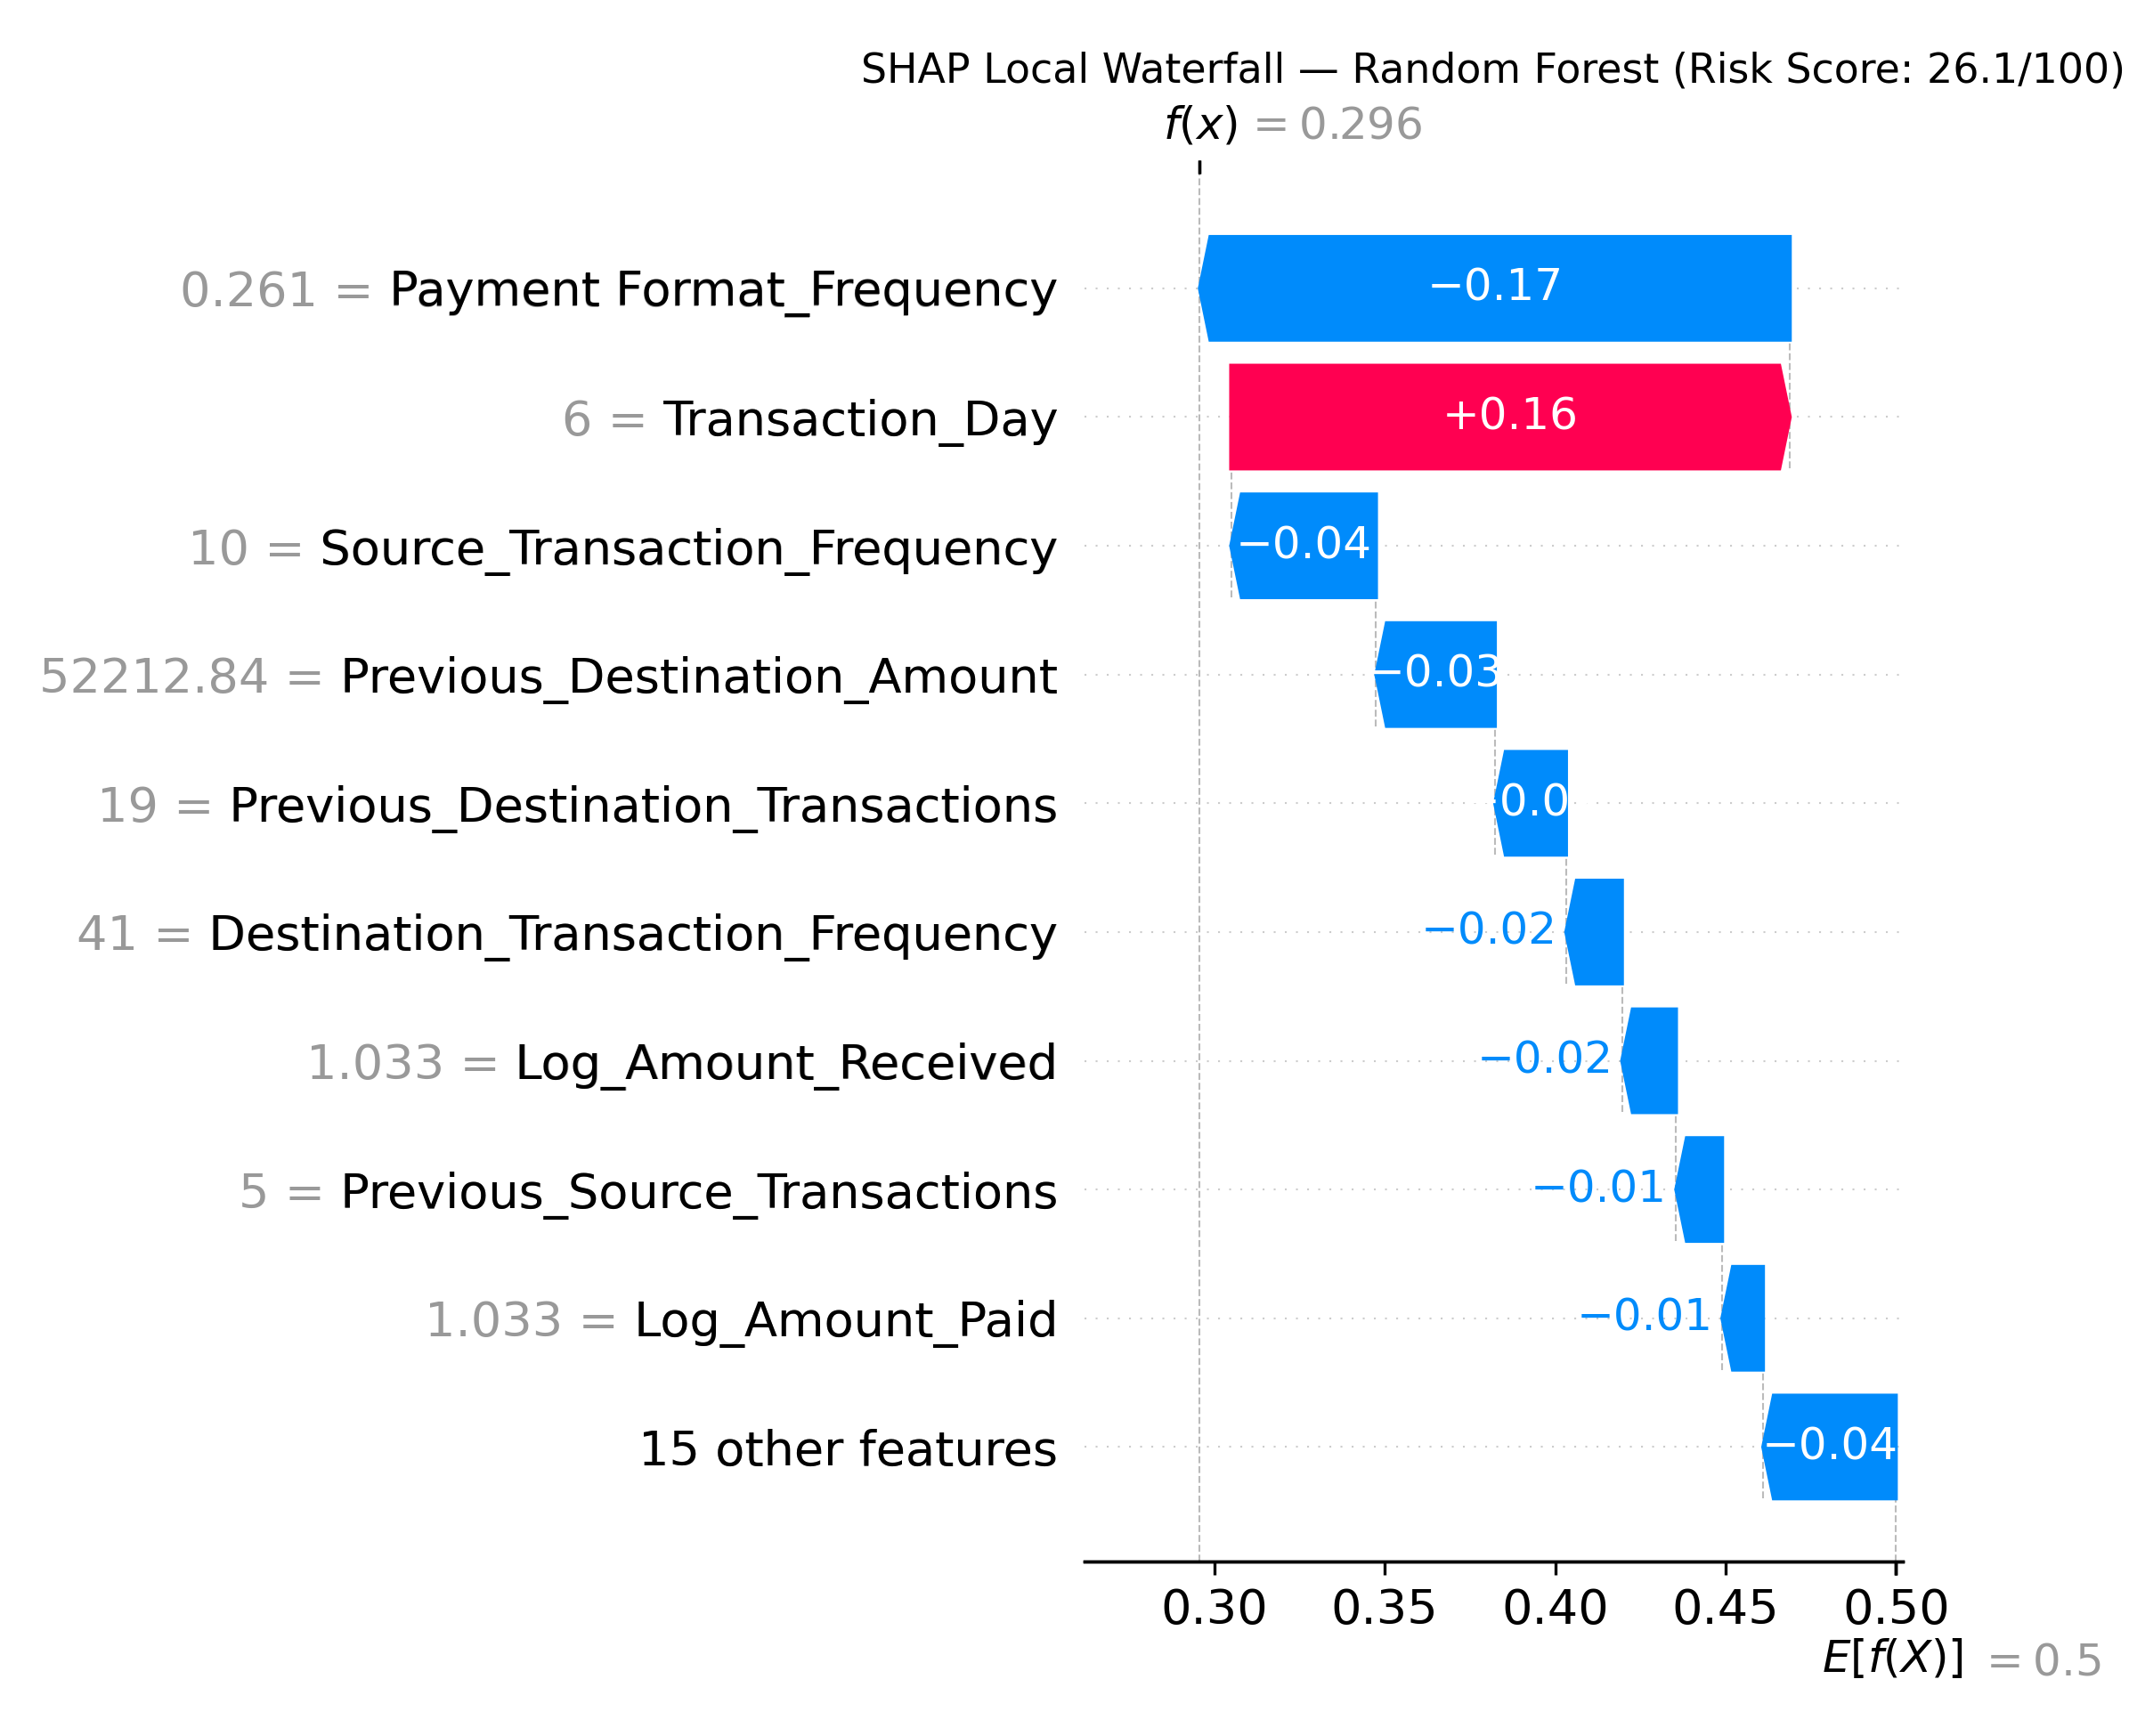 SHAP Local Waterfall — Random Forest (Risk Score: 26.1/100)
f(x) = 0.296
0.261 = Payment Format_Frequency
−0.17
6 = Transaction_Day
+0.16
10 = Source_Transaction_Frequency
−0.04
52212.84 = Previous_Destination_Amount
−0.03
19 = Previous_Destination_Transactions
0.0
41 = Destination_Transaction_Frequency
−0.02
1.033 = Log_Amount_Received
−0.02
5 = Previous_Source_Transactions
−0.01
1.033 = Log_Amount_Paid
−0.01
15 other features
−0.04
0.30 0.35 0.40 0.45 0.50
E[f(X)] = 0.5